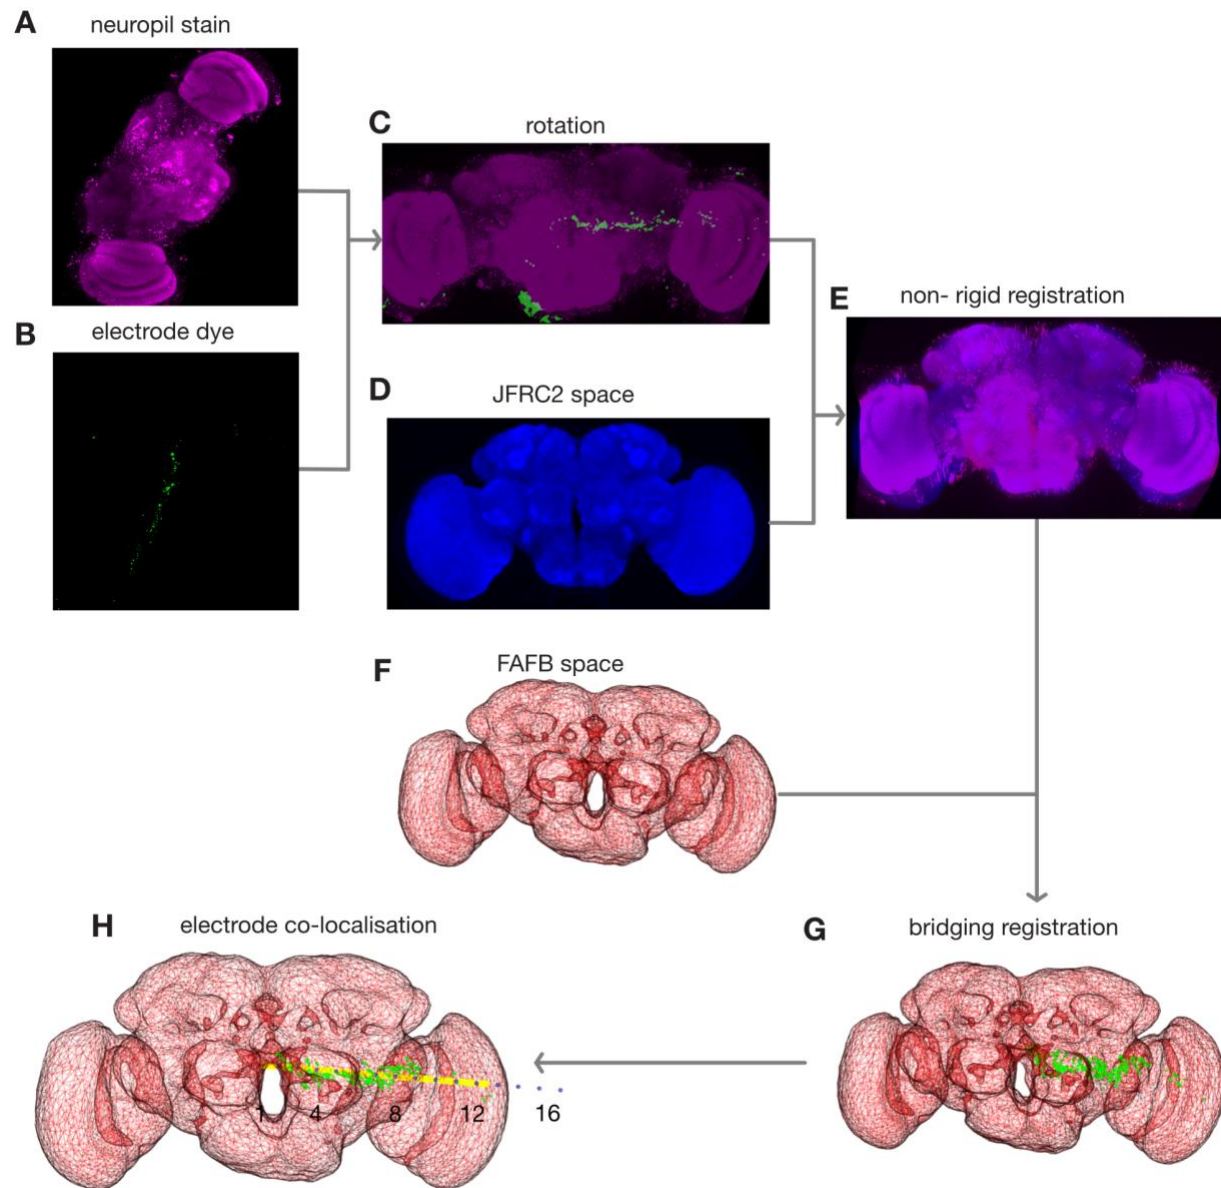 A
neuropil stain
B
electrode dye
C
rotation
D
JFRC2 space
E
non- rigid registration
F
FAFB space
G
bridging registration
H
electrode co-localisation
1 4 8 12 16